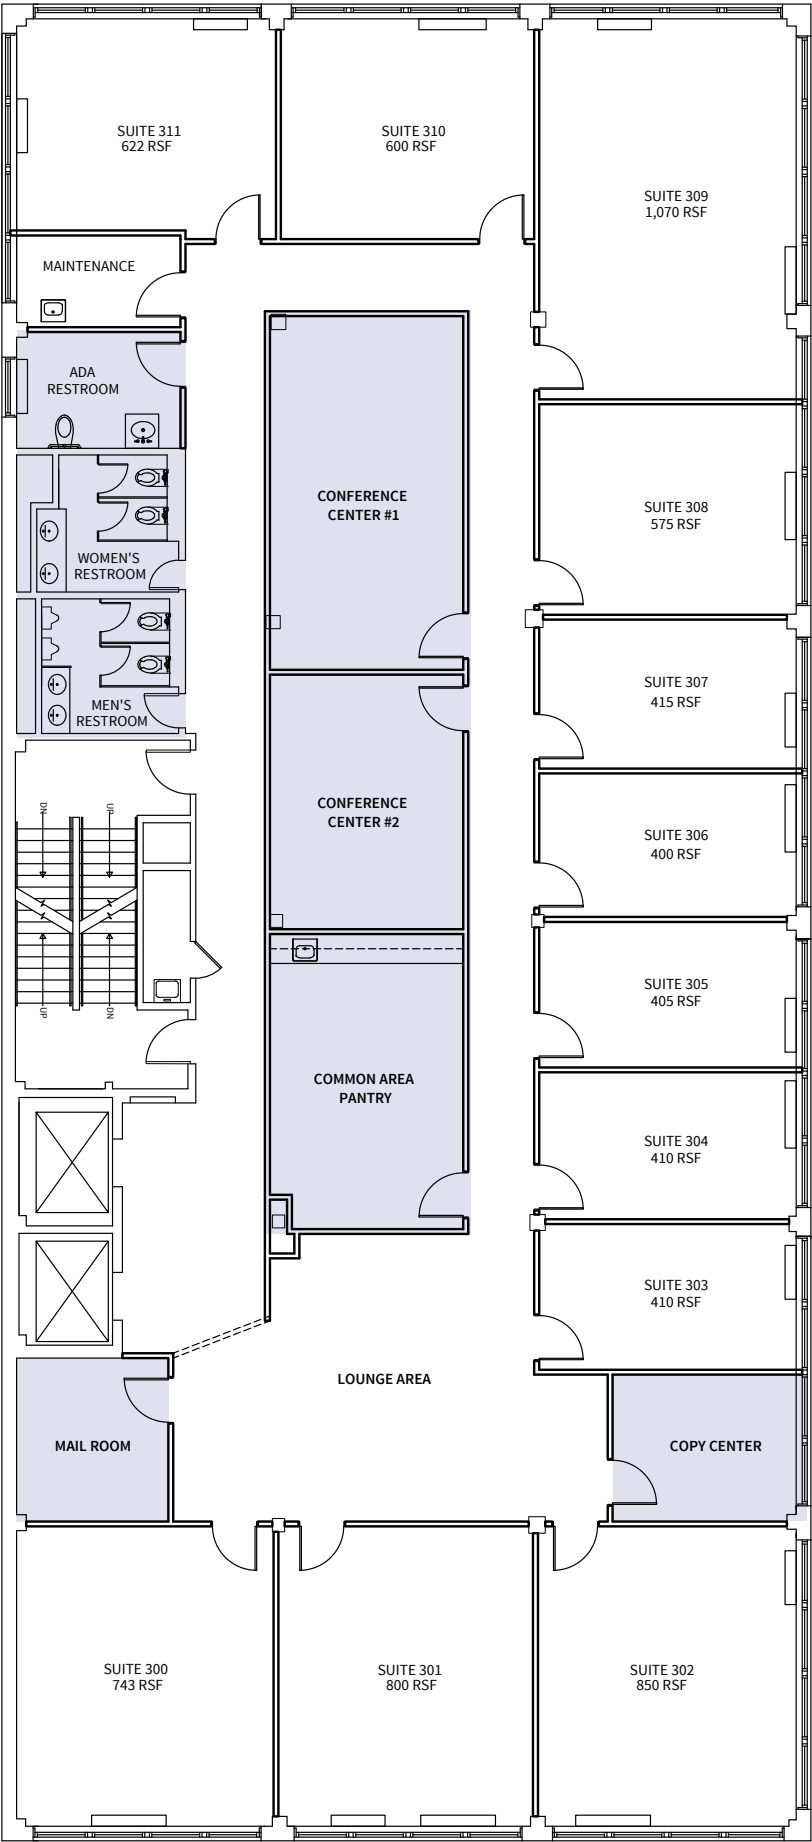 SUITE 311
622 RSF
SUITE 310
600 RSF
SUITE 309
1,070 RSF
MAINTENANCE
ADA
RESTROOM
CONFERENCE
CENTER #1
SUITE 308
575 RSF
WOMEN'S
RESTROOM
SUITE 307
415 RSF
MEN'S
RESTROOM
DN
UP
CONFERENCE
CENTER #2
SUITE 306
400 RSF
SUITE 305
405 RSF
UP
DN
COMMON AREA
PANTRY
SUITE 304
410 RSF
SUITE 303
410 RSF
LOUNGE AREA
MAIL ROOM
COPY CENTER
SUITE 300
743 RSF
SUITE 301
800 RSF
SUITE 302
850 RSF